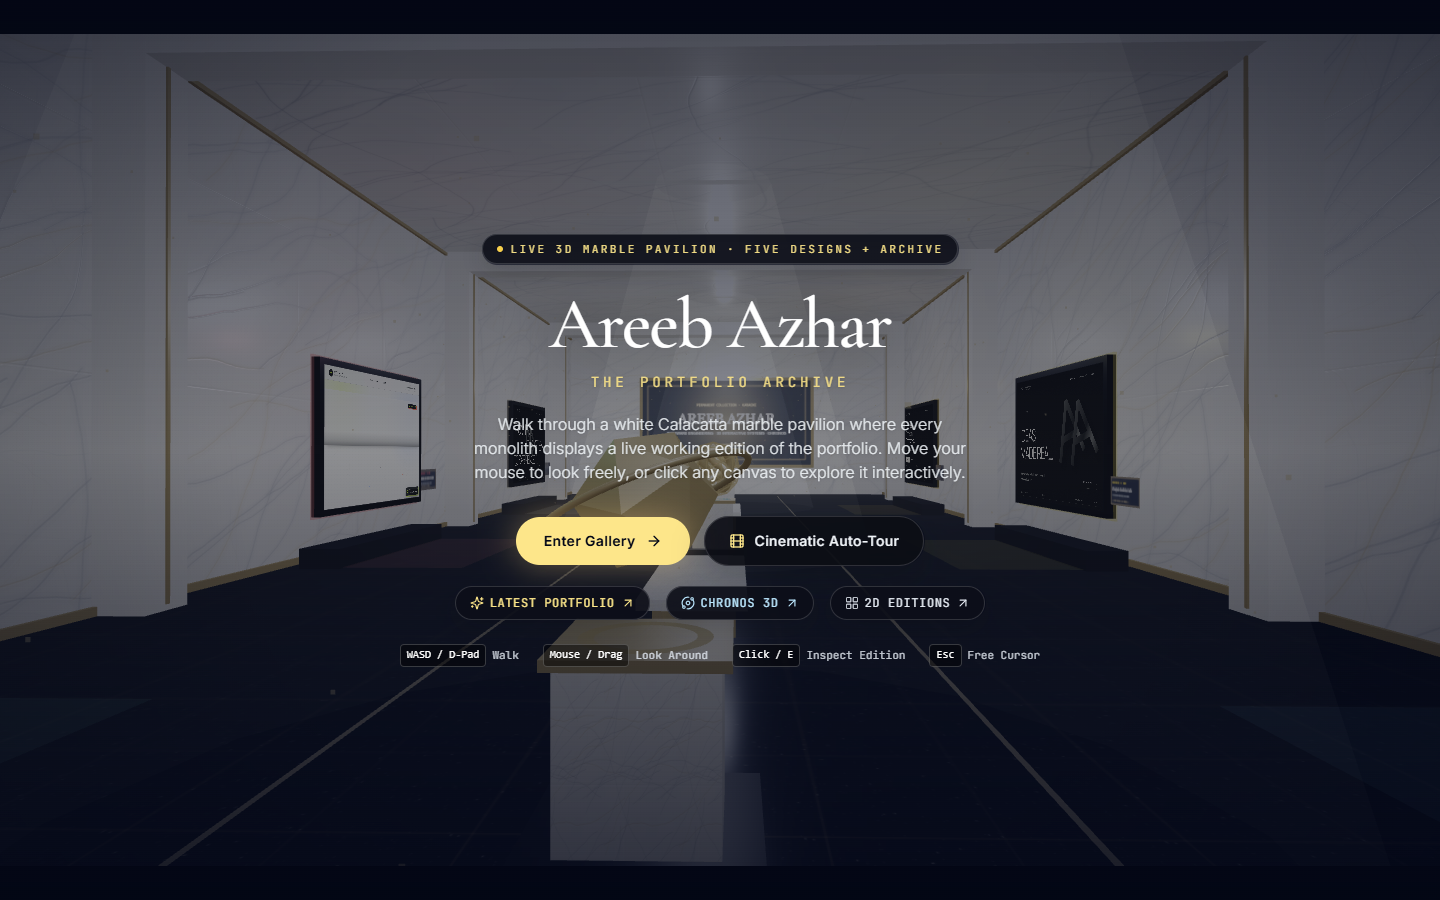 LIVE 3D MARBLE PAVILION · FIVE DESIGNS + ARCHIVE
Areeb Azhar
THE PORTFOLIO ARCHIVE
AREEB AZHAR
Walk through a white Calacatta marble pavilion where every
monolith displays a live working edition of the portfolio. Move your
mouse to look freely, or click any canvas to explore it interactively.
Enter Gallery
Cinematic Auto-Tour
LATEST PORTFOLIO
CHRONOS 3D
2D EDITIONS
WASD / D-Pad Walk
Mouse / Drag Look Around
Click / E Inspect Edition
Esc Free Cursor